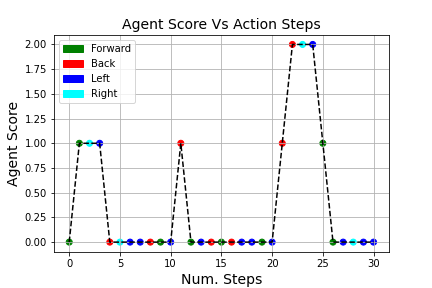 Agent Score Vs Action Steps
Agent Score
2.00
1.75
1.50
1.25
1.00
0.75
0.50
0.25
0.00
Forward
Back
Left
Right
0 5 10 15 20 25 30
Num. Steps